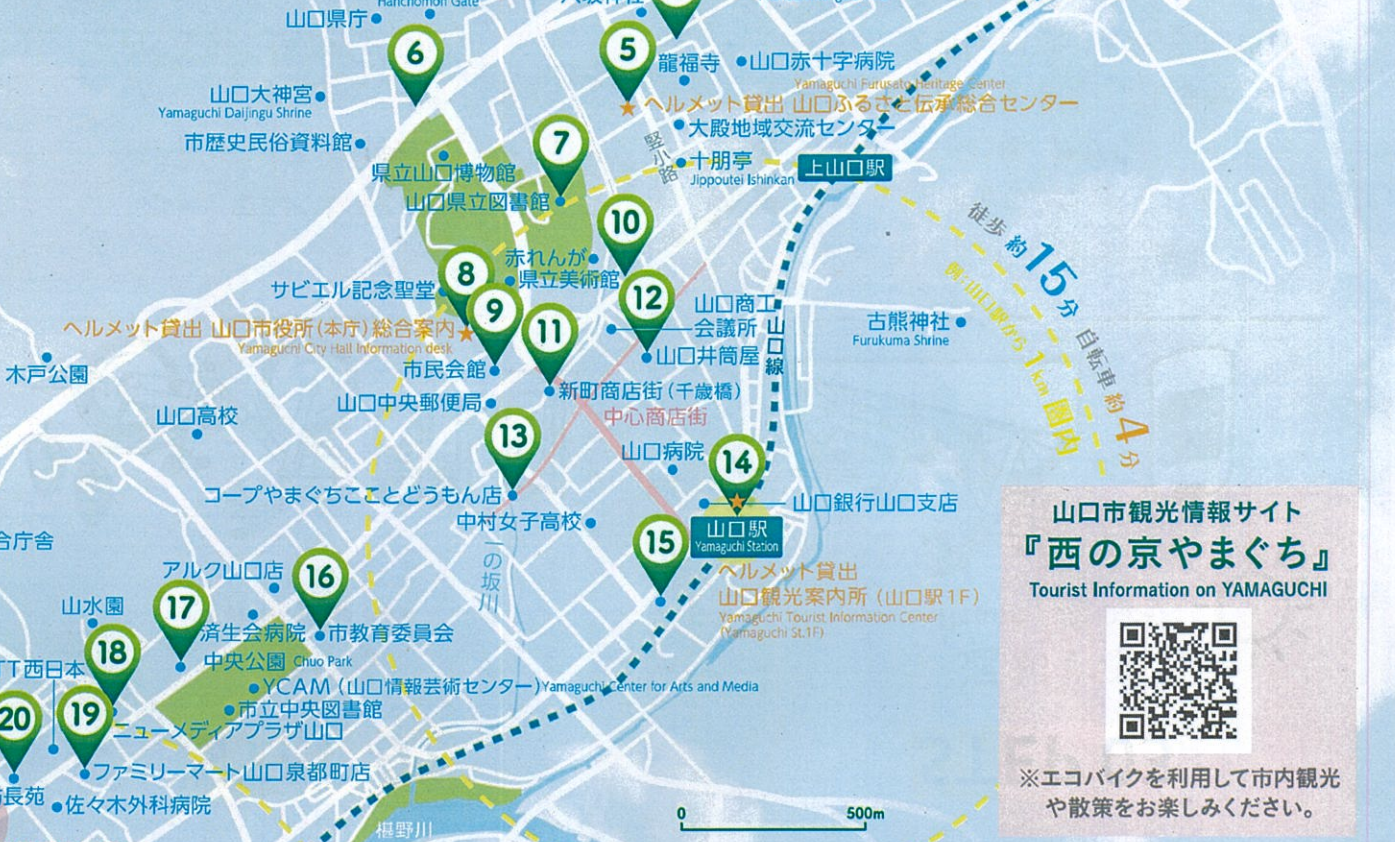 山口県庁
6
5
龍福寺
山口赤十字病院
Yamaguchi Furusato Heritage Center
ヘルメット貸出 山口ふるさと伝承総合センター
大殿地域交流センター
山口大神宮
Yamaguchi Daijingu Shrine
市歴史民俗資料館
7
竪小路
十朋亭
Jippoutei Ishinkan
上山口駅
県立山口博物館
山口県立図書館
10
徒歩 約15分
自転車 約4分
例:山口駅から1km圏内
赤れんが
県立美術館
8
サビエル記念聖堂
9
11
12
山口商工
会議所
山口線
古熊神社
Furukuma Shrine
ヘルメット貸出 山口市役所(本庁)総合案内
Yamaguchi City Hall Information desk
市民会館
山口井筒屋
木戸公園
新町商店街(千歳橋)
山口中央郵便局
中心商店街
山口高校
13
山口病院
14
コープやまぐちこことどうもん店
山口銀行山口支店
中村女子高校
山口駅
Yamaguchi Station
15
合庁舎
一の坂川
ヘルメット貸出
山口観光案内所(山口駅1F)
Yamaguchi Tourist Information Center
(Yamaguchi St.1F)
アルク山口店
16
山水園
17
済生会病院
市教育委員会
18
中央公園 Chuo Park
TT西日本
YCAM(山口情報芸術センター)Yamaguchi Center for Arts and Media
市立中央図書館
20
19
ニューメディアプラザ山口
ファミリーマート山口泉都町店
長苑
佐々木外科病院
椹野川
0
500m
山口市観光情報サイト
『西の京やまぐち』
Tourist Information on YAMAGUCHI
※エコバイクを利用して市内観光
や散策をお楽しみください。